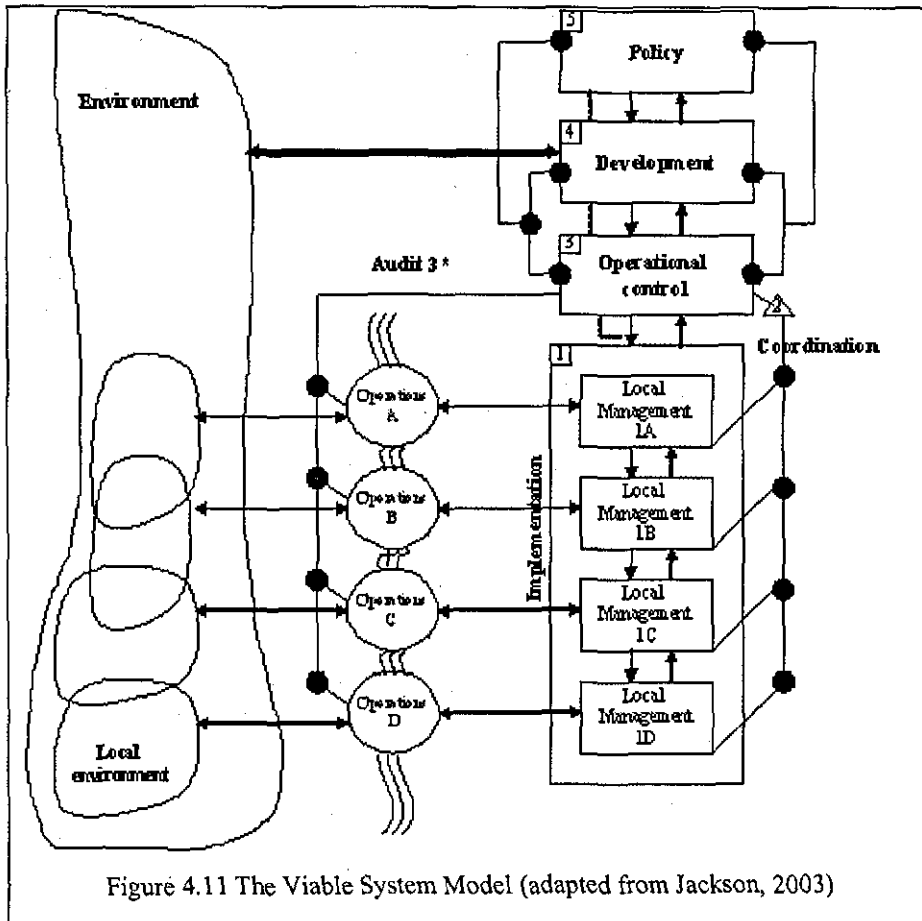 5
Policy
Environment
4
Development
3
Operational
control
Audit 3*
2
Coordination
1
Local
Management
1A
Operations
A
Local
Management
1B
Operations
B
Implementation
Local
Management
1C
Operations
C
Local
Management
1D
Operations
D
Local
environment
Figure 4.11 The Viable System Model (adapted from Jackson, 2003)